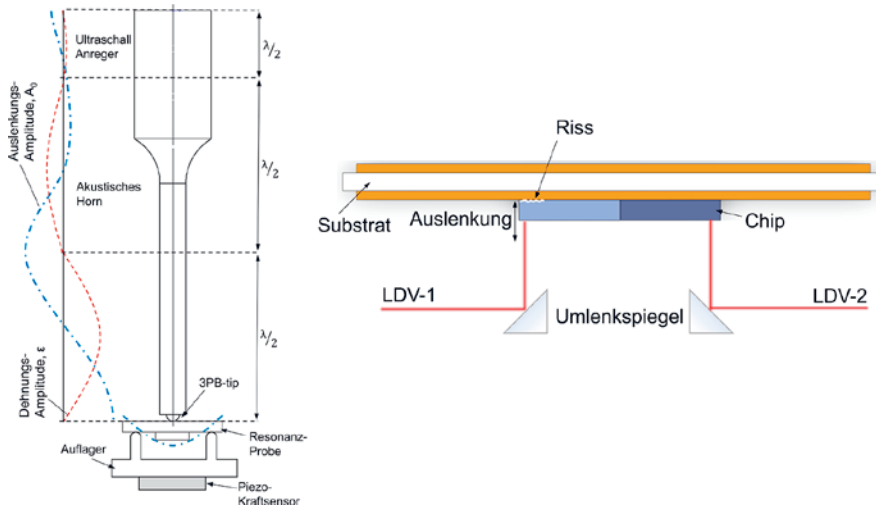 Ultraschall
Anreger
λ/2
Auslenkungs-
Amplitude, A₀
Akustisches
Horn
λ/2
λ/2
Dehnungs-
Amplitude, ε
3PB-tip
Resonanz-
Probe
Auflager
Piezo-
Kraftsensor
Riss
Substrat
Auslenkung
Chip
LDV-1
Umlenkspiegel
LDV-2